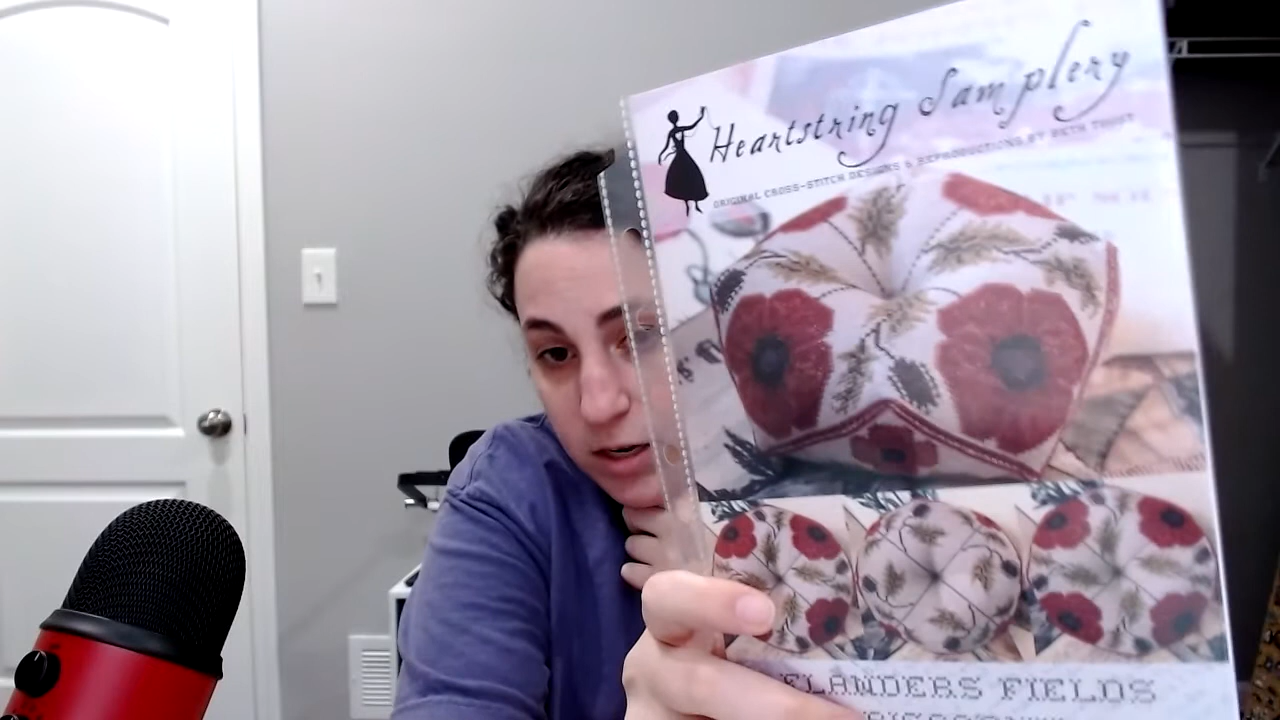 Heartstring Samplery
ORIGINAL CROSS-STITCH DESIGNS & REPRODUCTIONS BY BETH TWIST
FLANDERS FIELDS